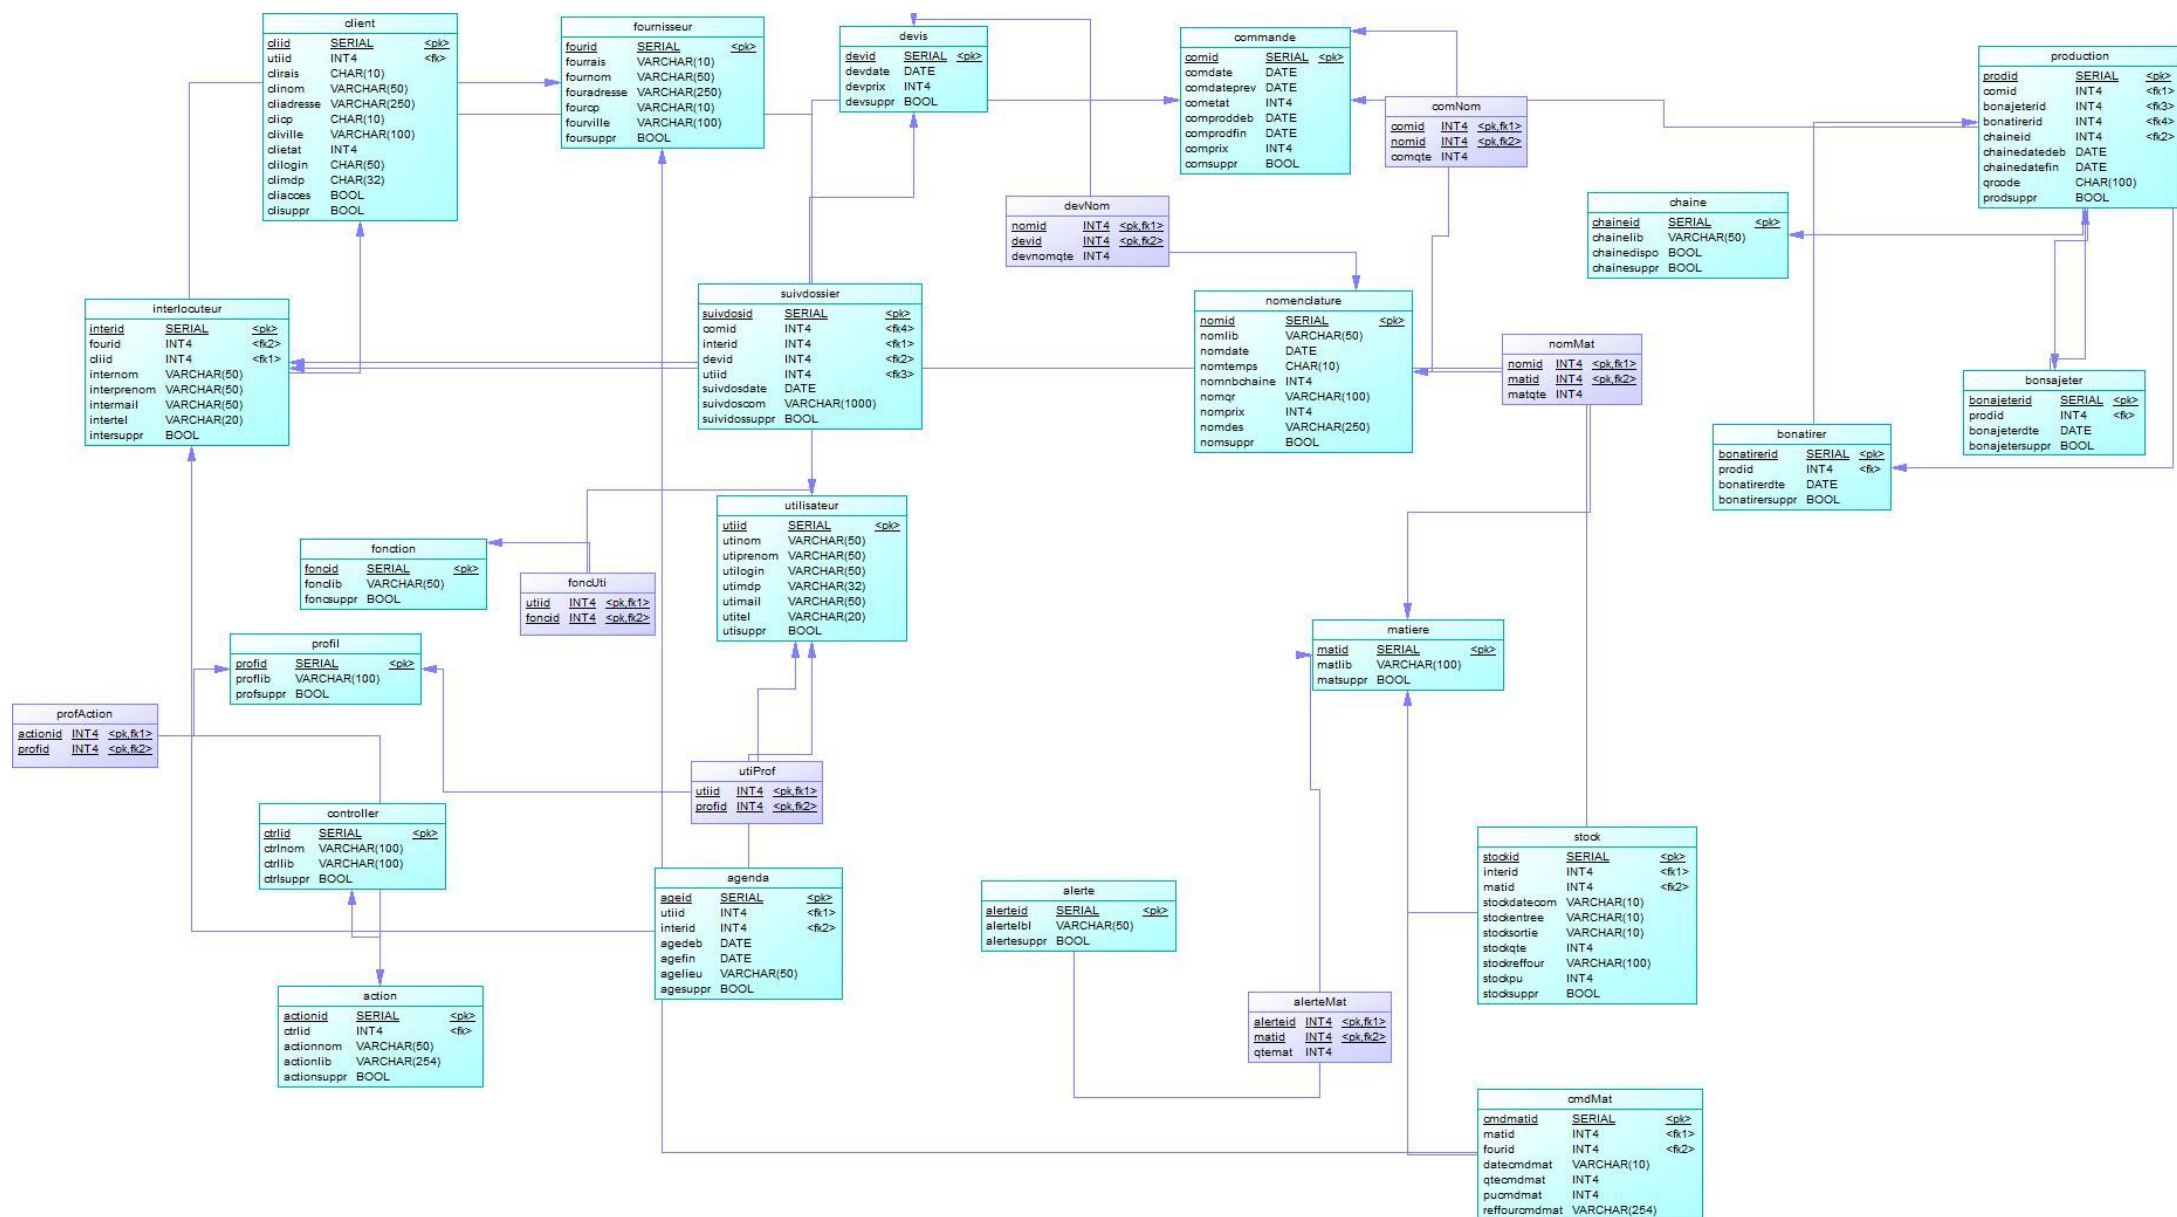 client
cliid SERIAL <pk>
utiid INT4 <fk>
clirais CHAR(10)
clinom VARCHAR(50)
cliadresse VARCHAR(250)
clicp CHAR(10)
cliville VARCHAR(100)
clietat INT4
clilogin CHAR(50)
climdp CHAR(32)
cliacces BOOL
clisuppr BOOL
fournisseur
fourid SERIAL <pk>
fourrais VARCHAR(10)
fournom VARCHAR(50)
fouradresse VARCHAR(250)
fourcp VARCHAR(10)
fourville VARCHAR(100)
foursuppr BOOL
devis
devid SERIAL <pk>
devdate DATE
devprix INT4
devsuppr BOOL
commande
comid SERIAL <pk>
comdate DATE
comdateprev DATE
cometat INT4
comproddeb DATE
comprodfin DATE
comprix INT4
comsuppr BOOL
comNom
comid INT4 <pk,fk1>
nomid INT4 <pk,fk2>
comqte INT4
production
prodid SERIAL <pk>
comid INT4 <fk1>
bonajeterid INT4 <fk3>
bonatirerid INT4 <fk4>
chaineid INT4 <fk2>
chainedatedeb DATE
chainedatefin DATE
qrcode CHAR(100)
prodsuppr BOOL
devNom
nomid INT4 <pk,fk1>
devid INT4 <pk,fk2>
devnomqte INT4
chaine
chaineid SERIAL <pk>
chainelib VARCHAR(50)
chainedispo BOOL
chainesuppr BOOL
interlocuteur
interid SERIAL <pk>
fourid INT4 <fk2>
cliid INT4 <fk1>
internom VARCHAR(50)
interprenom VARCHAR(50)
intermail VARCHAR(50)
intertel VARCHAR(20)
intersuppr BOOL
suivdossier
suivdosid SERIAL <pk>
comid INT4 <fk4>
interid INT4 <fk1>
devid INT4 <fk2>
utiid INT4 <fk3>
suivdosdate DATE
suivdoscom VARCHAR(1000)
suividossuppr BOOL
nomenclature
nomid SERIAL <pk>
nomlib VARCHAR(50)
nomdate DATE
nomtemps CHAR(10)
nomnbchaine INT4
nomqr VARCHAR(100)
nomprix INT4
nomdes VARCHAR(250)
nomsuppr BOOL
nomMat
nomid INT4 <pk,fk1>
matid INT4 <pk,fk2>
matqte INT4
bonsajeter
bonajeterid SERIAL <pk>
prodid INT4 <fk>
bonajeterdte DATE
bonajetersuppr BOOL
bonatirer
bonatirerid SERIAL <pk>
prodid INT4 <fk>
bonatirerdte DATE
bonatirersuppr BOOL
utilisateur
utiid SERIAL <pk>
utinom VARCHAR(50)
utiprenom VARCHAR(50)
utilogin VARCHAR(50)
utimdp VARCHAR(32)
utimail VARCHAR(50)
utitel VARCHAR(20)
utisuppr BOOL
fonction
foncid SERIAL <pk>
fonclib VARCHAR(50)
foncsuppr BOOL
foncUti
utiid INT4 <pk,fk1>
foncid INT4 <pk,fk2>
profil
profid SERIAL <pk>
proflib VARCHAR(100)
profsuppr BOOL
matiere
matid SERIAL <pk>
matlib VARCHAR(100)
matsuppr BOOL
profAction
actionid INT4 <pk,fk1>
profid INT4 <pk,fk2>
utiProf
utiid INT4 <pk,fk1>
profid INT4 <pk,fk2>
controller
ctrlid SERIAL <pk>
ctrlnom VARCHAR(100)
ctrllib VARCHAR(100)
ctrlsuppr BOOL
stock
stockid SERIAL <pk>
interid INT4 <fk1>
matid INT4 <fk2>
stockdatecom VARCHAR(10)
stockentree VARCHAR(10)
stocksortie VARCHAR(10)
stockqte INT4
stockreffour VARCHAR(100)
stockpu INT4
stocksuppr BOOL
agenda
ageid SERIAL <pk>
utiid INT4 <fk1>
interid INT4 <fk2>
agedeb DATE
agefin DATE
agelieu VARCHAR(50)
agesuppr BOOL
alerte
alerteid SERIAL <pk>
alertelbl VARCHAR(50)
alertesuppr BOOL
action
actionid SERIAL <pk>
ctrlid INT4 <fk>
actionnom VARCHAR(50)
actionlib VARCHAR(254)
actionsuppr BOOL
alerteMat
alerteid INT4 <pk,fk1>
matid INT4 <pk,fk2>
qtemat INT4
cmdMat
cmdmatid SERIAL <pk>
matid INT4 <fk1>
fourid INT4 <fk2>
datecmdmat VARCHAR(10)
qtecmdmat INT4
pucmdmat INT4
reffourcmdmat VARCHAR(254)